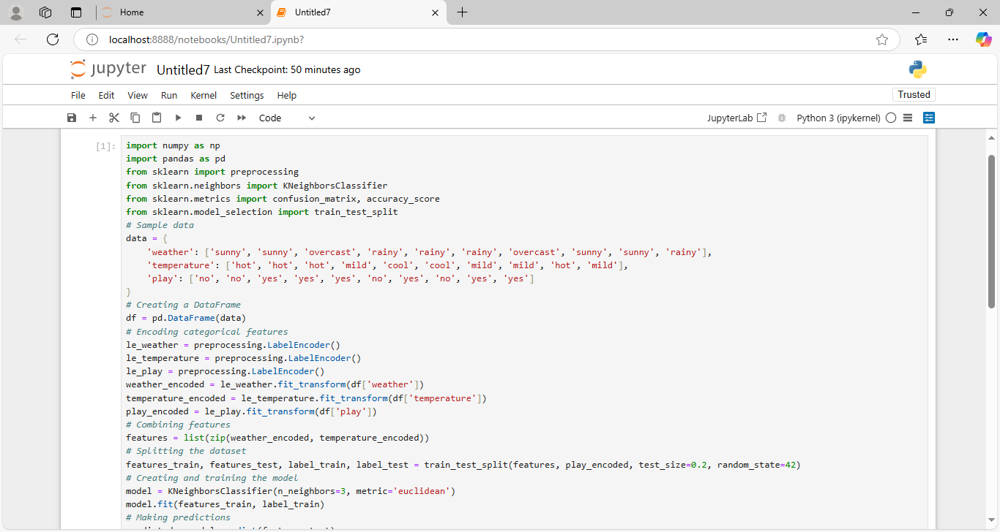 Home
Untitled7
localhost:8888/notebooks/Untitled7.ipynb?
jupyter Untitled7 Last Checkpoint: 50 minutes ago
File Edit View Run Kernel Settings Help
Trusted
Code
JupyterLab
Python 3 (ipykernel)
[1]:
import numpy as np
import pandas as pd
from sklearn import preprocessing
from sklearn.neighbors import KNeighborsClassifier
from sklearn.metrics import confusion_matrix, accuracy_score
from sklearn.model_selection import train_test_split
# Sample data
data = {
    'weather': ['sunny', 'sunny', 'overcast', 'rainy', 'rainy', 'rainy', 'overcast', 'sunny', 'sunny', 'rainy'],
    'temperature': ['hot', 'hot', 'hot', 'mild', 'cool', 'cool', 'mild', 'mild', 'hot', 'mild'],
    'play': ['no', 'no', 'yes', 'yes', 'yes', 'no', 'yes', 'no', 'yes', 'yes']
}
# Creating a DataFrame
df = pd.DataFrame(data)
# Encoding categorical features
le_weather = preprocessing.LabelEncoder()
le_temperature = preprocessing.LabelEncoder()
le_play = preprocessing.LabelEncoder()
weather_encoded = le_weather.fit_transform(df['weather'])
temperature_encoded = le_temperature.fit_transform(df['temperature'])
play_encoded = le_play.fit_transform(df['play'])
# Combining features
features = list(zip(weather_encoded, temperature_encoded))
# Splitting the dataset
features_train, features_test, label_train, label_test = train_test_split(features, play_encoded, test_size=0.2, random_state=42)
# Creating and training the model
model = KNeighborsClassifier(n_neighbors=3, metric='euclidean')
model.fit(features_train, label_train)
# Making predictions